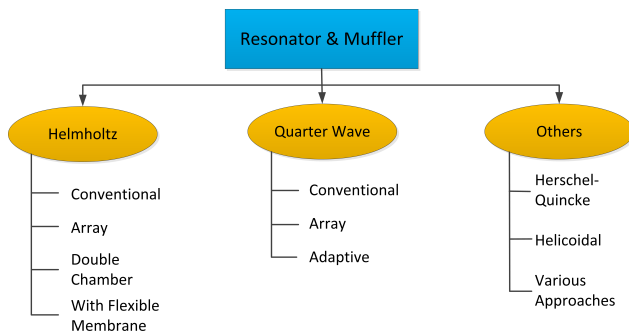 Resonator & Muffler
Helmholtz
Conventional
Array
Double
Chamber
With Flexible
Membrane
Quarter Wave
Conventional
Array
Adaptive
Others
Herschel-
Quincke
Helicoidal
Various
Approaches